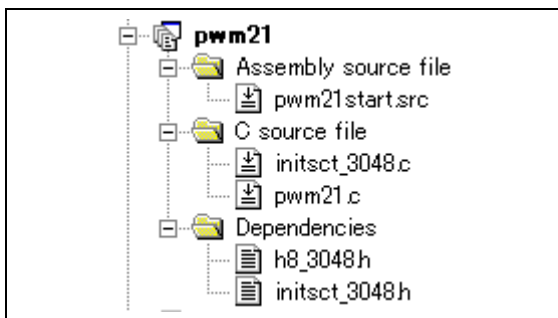 pwm21
Assembly source file
pwm21start.src
C source file
initsct_3048.c
pwm21.c
Dependencies
h8_3048.h
initsct_3048.h